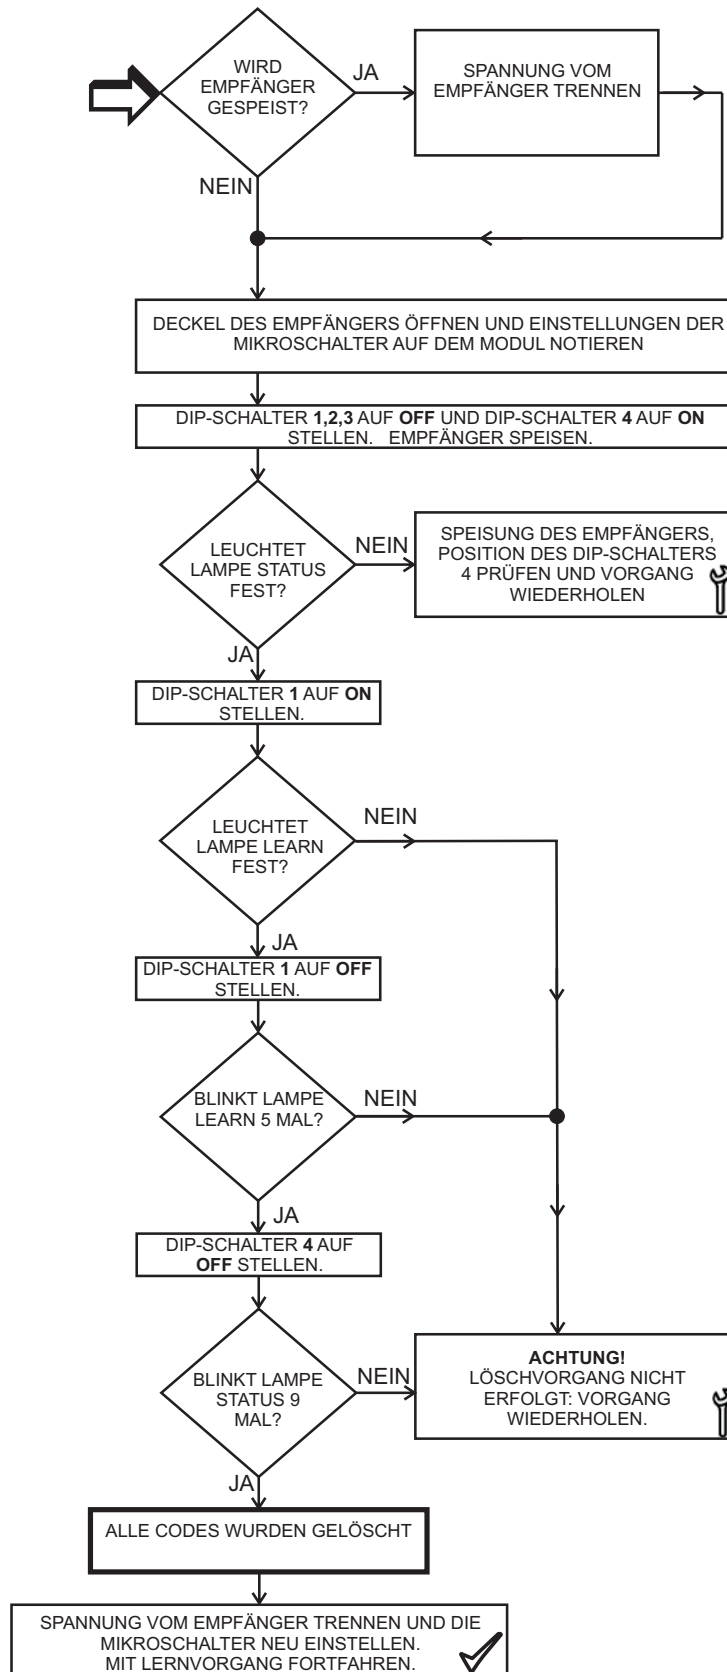 WIRD
EMPFÄNGER
GESPEIST?
JA
SPANNUNG VOM
EMPFÄNGER TRENNEN
NEIN
DECKEL DES EMPFÄNGERS ÖFFNEN UND EINSTELLUNGEN DER
MIKROSCHALTER AUF DEM MODUL NOTIEREN
DIP-SCHALTER 1,2,3 AUF OFF UND DIP-SCHALTER 4 AUF ON
STELLEN. EMPFÄNGER SPEISEN.
LEUCHTET
LAMPE STATUS
FEST?
NEIN
SPEISUNG DES EMPFÄNGERS,
POSITION DES DIP-SCHALTERS
4 PRÜFEN UND VORGANG
WIEDERHOLEN
JA
DIP-SCHALTER 1 AUF ON
STELLEN.
LEUCHTET
LAMPE LEARN
FEST?
NEIN
JA
DIP-SCHALTER 1 AUF OFF
STELLEN.
BLINKT LAMPE
LEARN 5 MAL?
NEIN
JA
DIP-SCHALTER 4 AUF
OFF STELLEN.
BLINKT LAMPE
STATUS 9
MAL?
NEIN
ACHTUNG!
LÖSCHVORGANG NICHT
ERFOLGT: VORGANG
WIEDERHOLEN.
JA
ALLE CODES WURDEN GELÖSCHT
SPANNUNG VOM EMPFÄNGER TRENNEN UND DIE
MIKROSCHALTER NEU EINSTELLEN.
MIT LERNVORGANG FORTFAHREN.